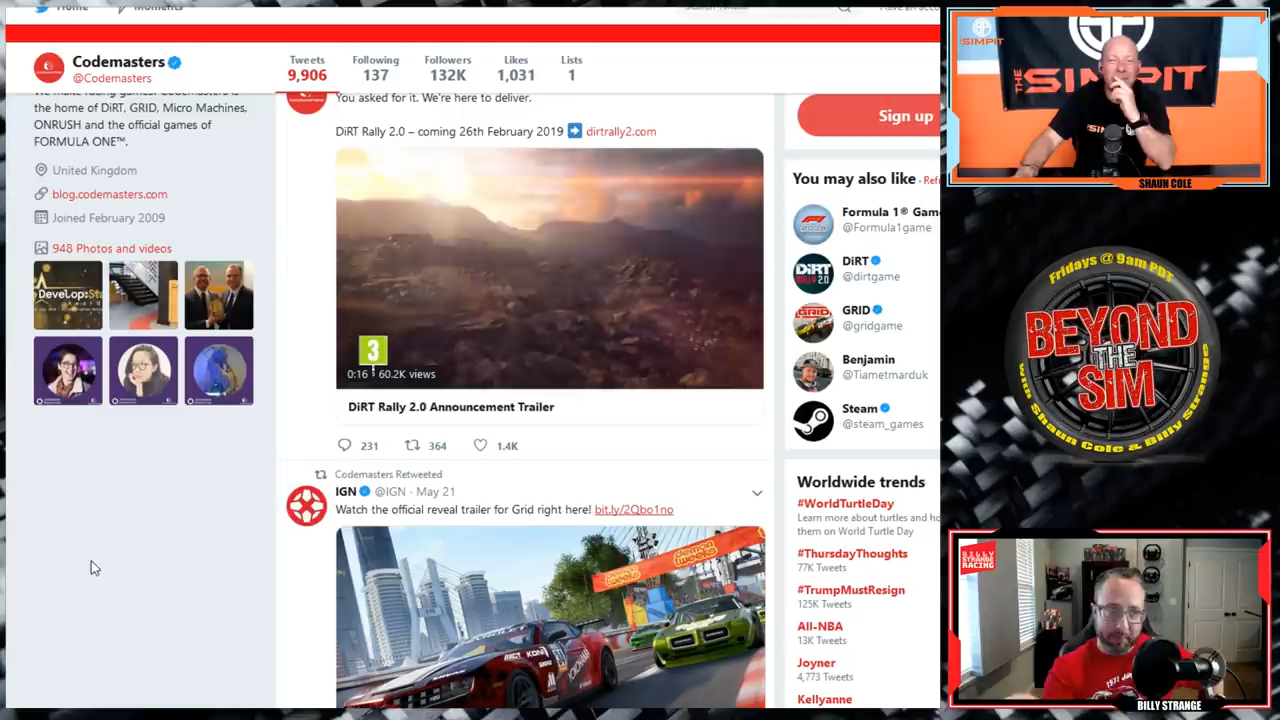 Home
Moments
Codemasters
@Codemasters
Tweets
9,906
Following
137
Followers
132K
Likes
1,031
Lists
1
We make racing games. Codemasters is
the home of DiRT, GRID, Micro Machines,
ONRUSH and the official games of
FORMULA ONE™.
United Kingdom
blog.codemasters.com
Joined February 2009
948 Photos and videos
Develop:Sta
You asked for it. We're here to deliver.
DiRT Rally 2.0 – coming 26th February 2019 ➡ dirtrally2.com
3
0:16
60.2K views
DiRT Rally 2.0 Announcement Trailer
231
364
1.4K
Codemasters Retweeted
IGN @IGN · May 21
Watch the official reveal trailer for Grid right here! bit.ly/2Qbo1no
Sign up
You may also like · Refr
Formula 1® Gam
@Formula1game
DiRT
@dirtgame
GRID
@gridgame
Benjamin
@Tiametmarduk
Steam
@steam_games
Worldwide trends
#WorldTurtleDay
Learn more about turtles and ho
them on World Turtle Day
#ThursdayThoughts
77K Tweets
#TrumpMustResign
125K Tweets
All-NBA
13K Tweets
Joyner
4,773 Tweets
Kellyanne
THE SIMPIT
SHAUN COLE
Fridays @ 9am PDT
BEYOND
THE
SIM
with Shaun Cole & Billy Strange
BILLY
STRANGE
RACING
BILLY STRANGE